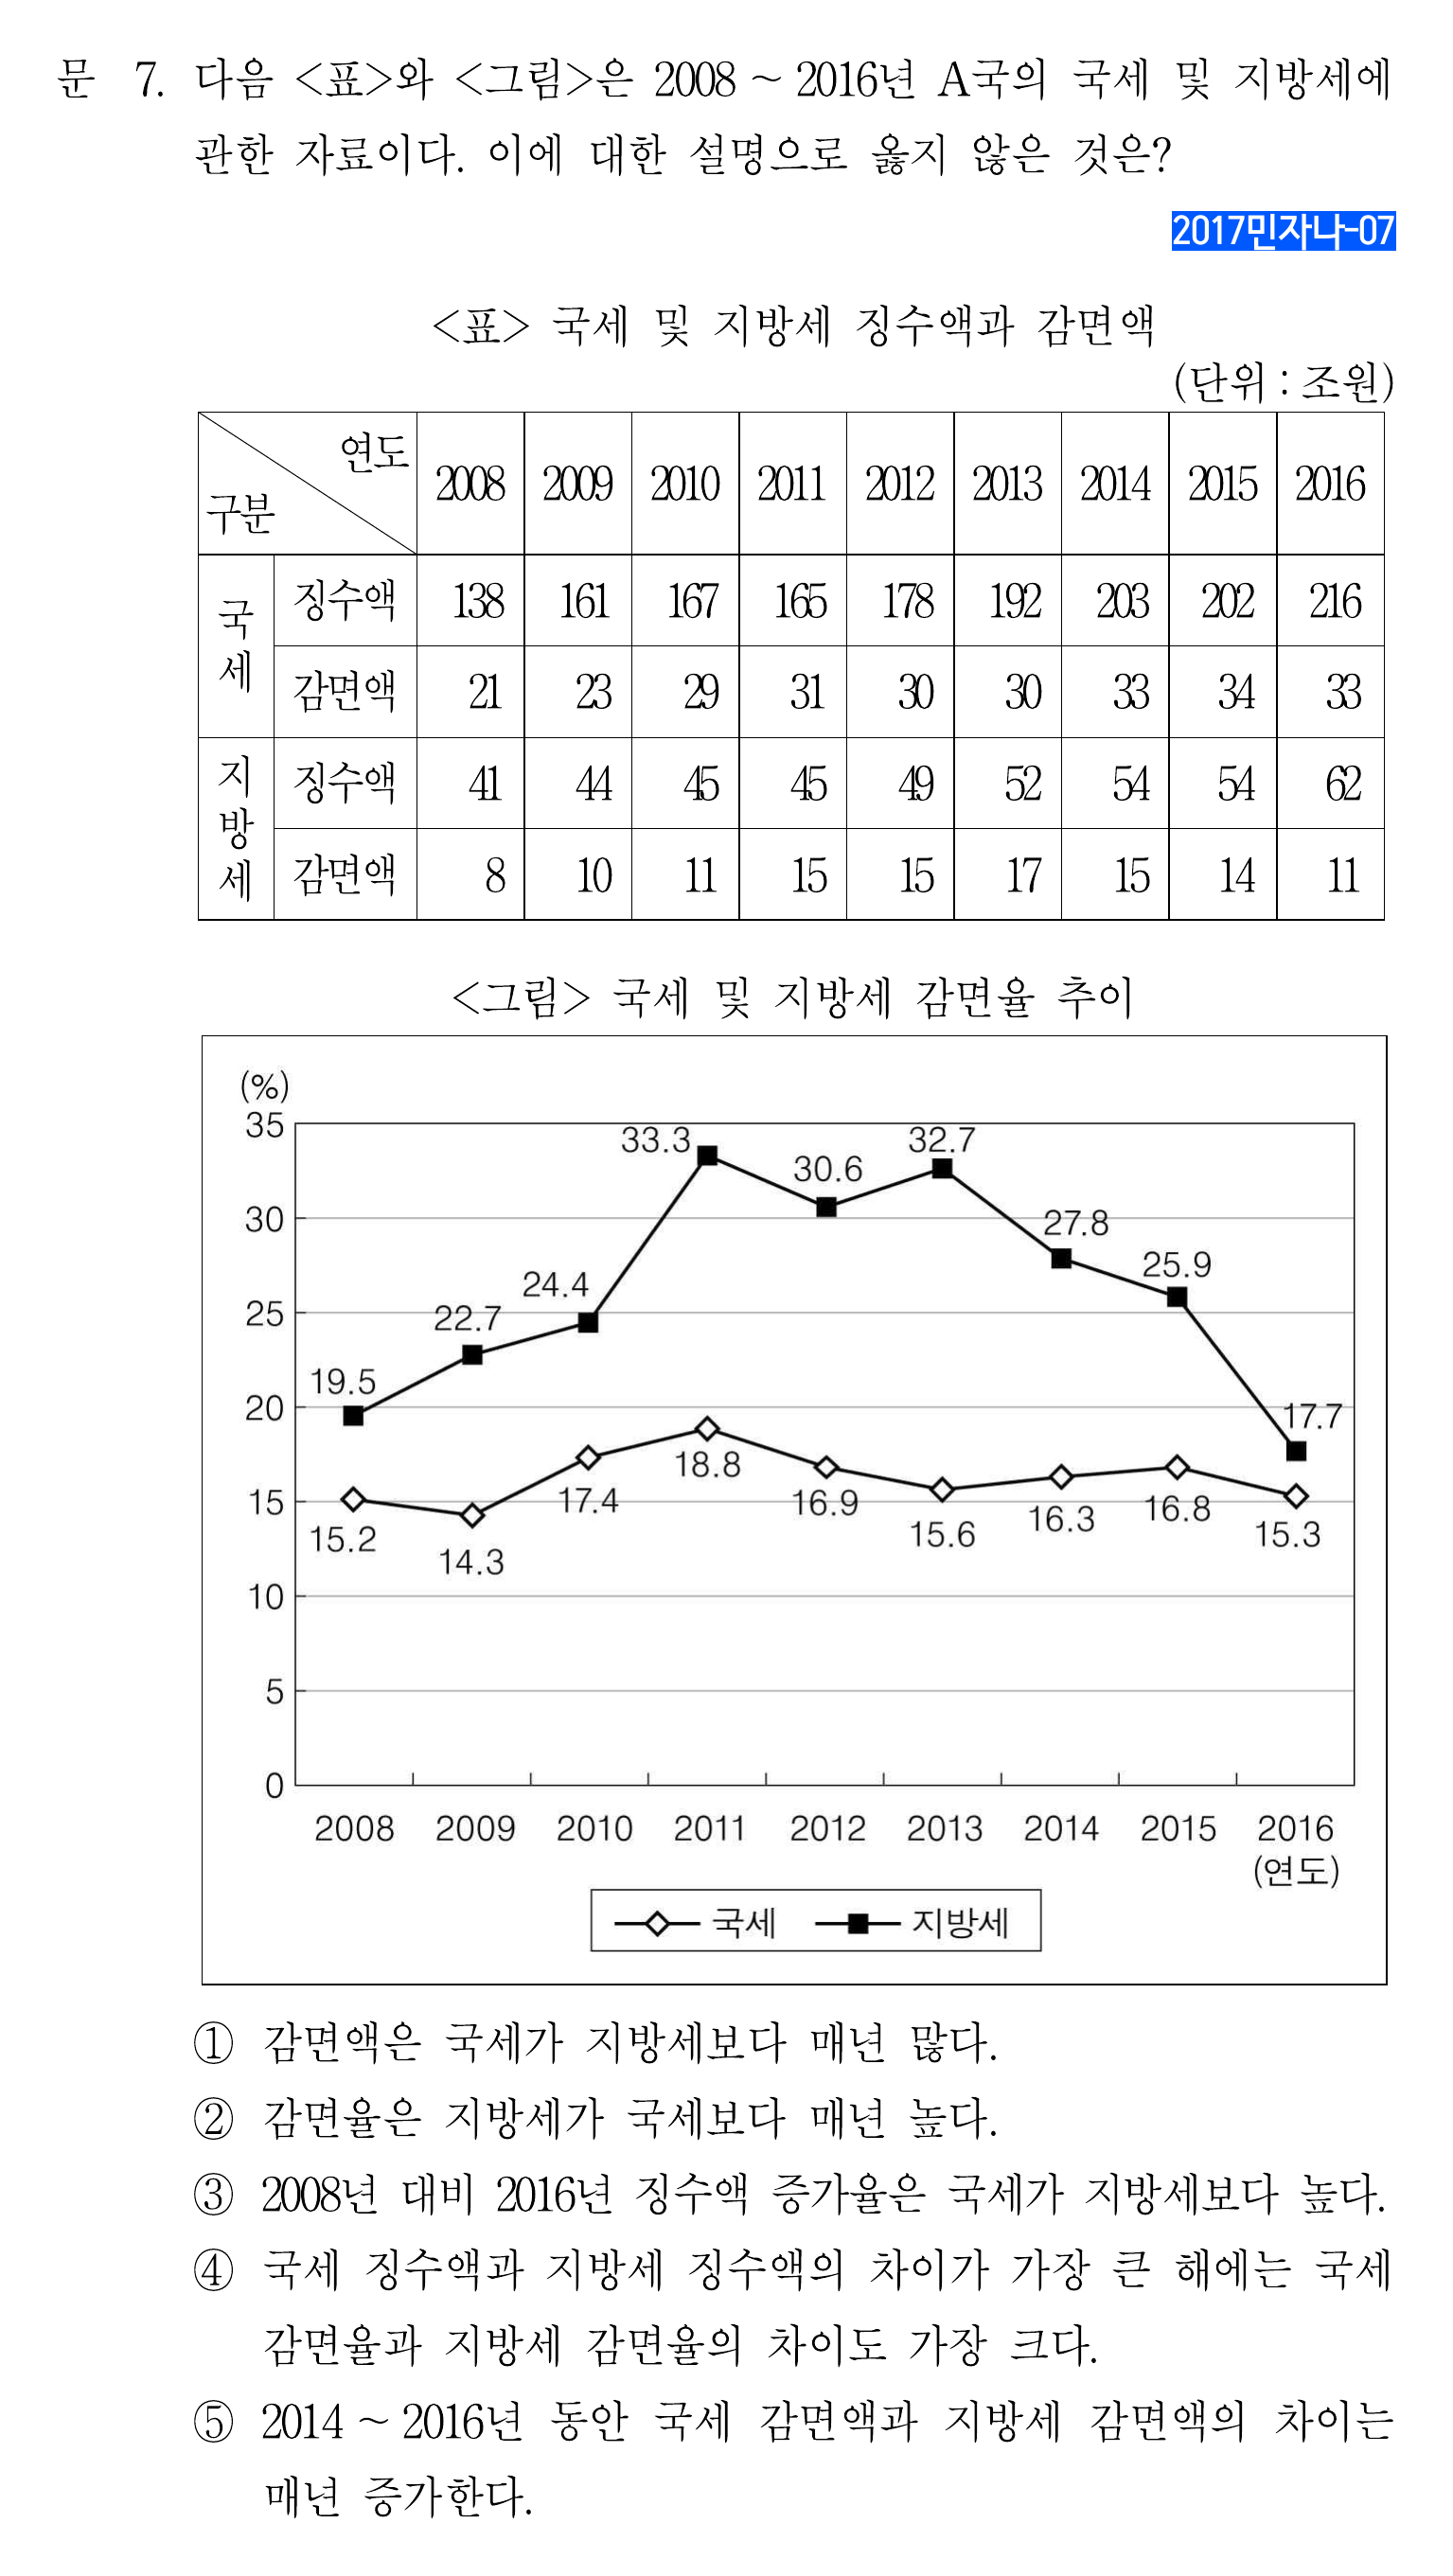 문 7. 다음 <표>와 <그림>은 2008 ~ 2016년 A국의 국세 및 지방세에
관한 자료이다. 이에 대한 설명으로 옳지 않은 것은?
2017민자나-07
<표> 국세 및 지방세 징수액과 감면액
(단위 : 조원)
구분 연도 2008 2009 2010 2011 2012 2013 2014 2015 2016
국세 징수액 138 161 167 165 178 192 203 202 216
감면액 21 23 29 31 30 30 33 34 33
지방세 징수액 41 44 45 45 49 52 54 54 62
감면액 8 10 11 15 15 17 15 14 11
<그림> 국세 및 지방세 감면율 추이
(%)
35
30
25
20
15
10
5
0
19.5 22.7 24.4 33.3 30.6 32.7 27.8 25.9 17.7
15.2 14.3 17.4 18.8 16.9 15.6 16.3 16.8 15.3
2008 2009 2010 2011 2012 2013 2014 2015 2016
(연도)
국세 지방세
① 감면액은 국세가 지방세보다 매년 많다.
② 감면율은 지방세가 국세보다 매년 높다.
③ 2008년 대비 2016년 징수액 증가율은 국세가 지방세보다 높다.
④ 국세 징수액과 지방세 징수액의 차이가 가장 큰 해에는 국세
감면율과 지방세 감면율의 차이도 가장 크다.
⑤ 2014 ~ 2016년 동안 국세 감면액과 지방세 감면액의 차이는
매년 증가한다.